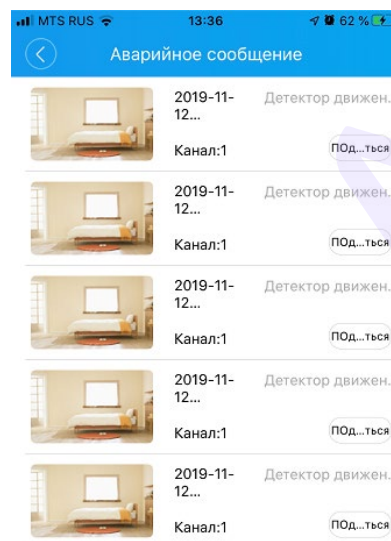 MTS RUS 13:36 62 %
Аварийное сообщение
2019-11-12... Детектор движен.
Канал:1 ПОд...ться
2019-11-12... Детектор движен.
Канал:1 ПОд...ться
2019-11-12... Детектор движен.
Канал:1 ПОд...ться
2019-11-12... Детектор движен.
Канал:1 ПОд...ться
2019-11-12... Детектор движен.
Канал:1 ПОд...ться